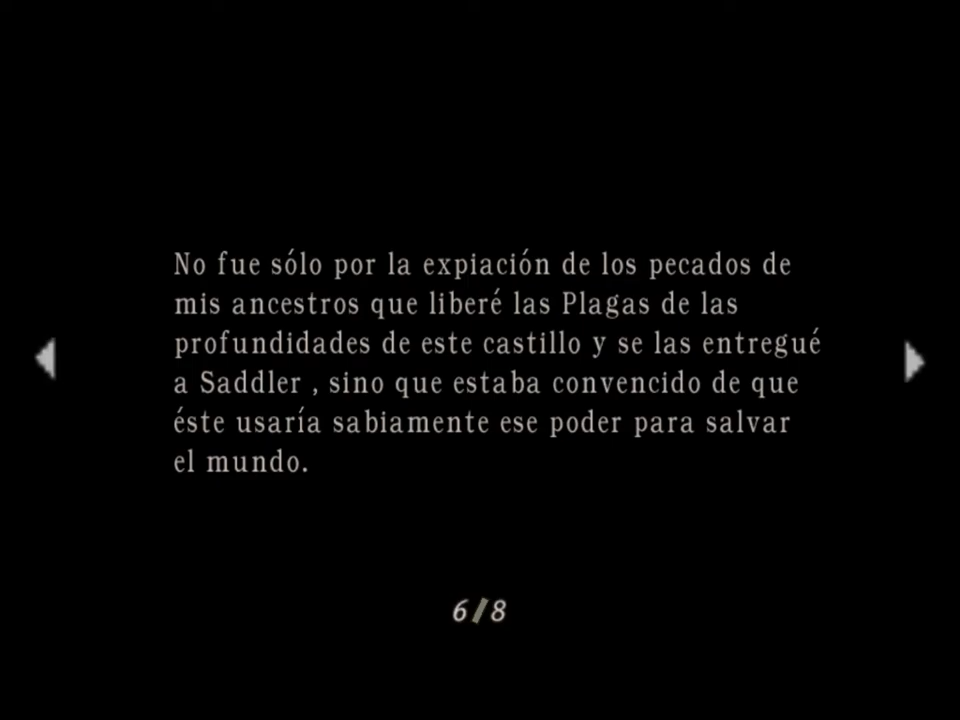 No fue sólo por la expiación de los pecados de
mis ancestros que liberé las Plagas de las
profundidades de este castillo y se las entregué
a Saddler , sino que estaba convencido de que
éste usaría sabiamente ese poder para salvar
el mundo.
6/8